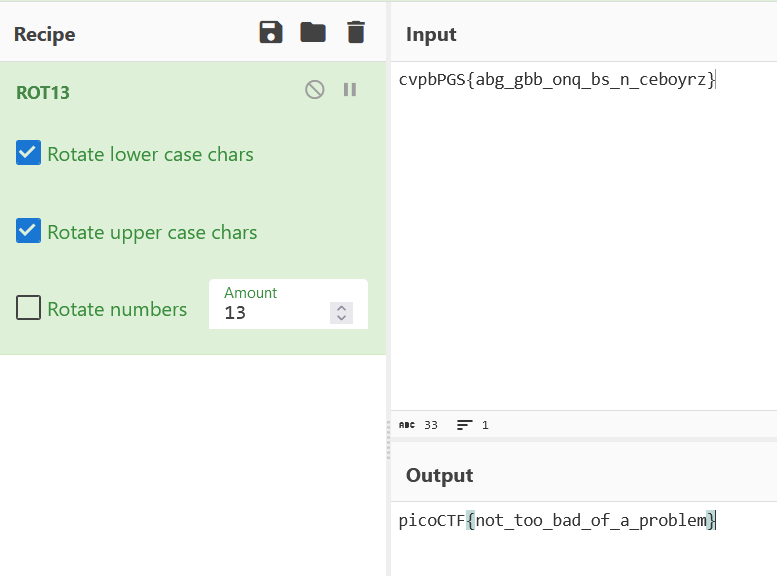 Recipe
ROT13
Rotate lower case chars
Rotate upper case chars
Rotate numbers
Amount
13
Input
cvpbPGS{abg_gbb_onq_bs_n_ceboyrz}
ABC 33 1
Output
picoCTF{not_too_bad_of_a_problem}